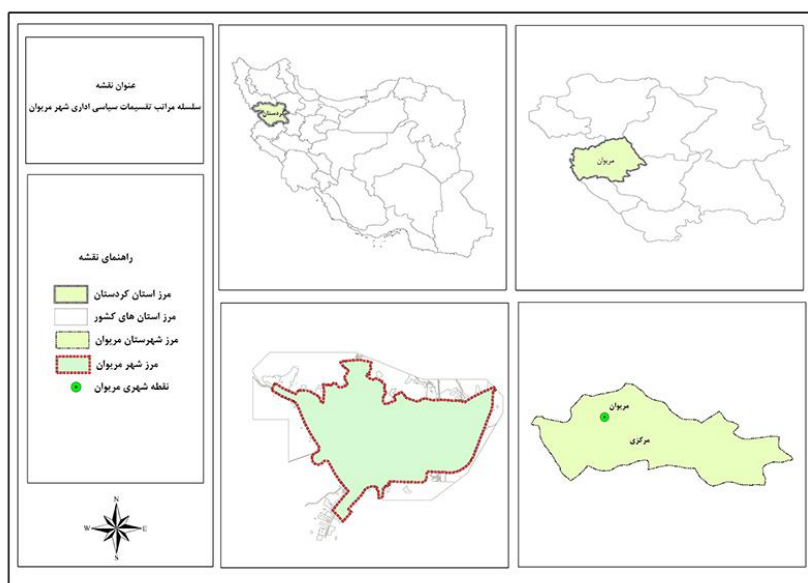 عنوان نقشه
سلسله مراتب تقسیمات سیاسی اداری شهر مریوان
راهنمای نقشه
مرز استان کردستان
مرز استان های کشور
مرز شهرستان مریوان
مرز شهر مریوان
نقطه شهری مریوان
N
W
E
S
کردستان
مریوان
مریوان
مرکزی